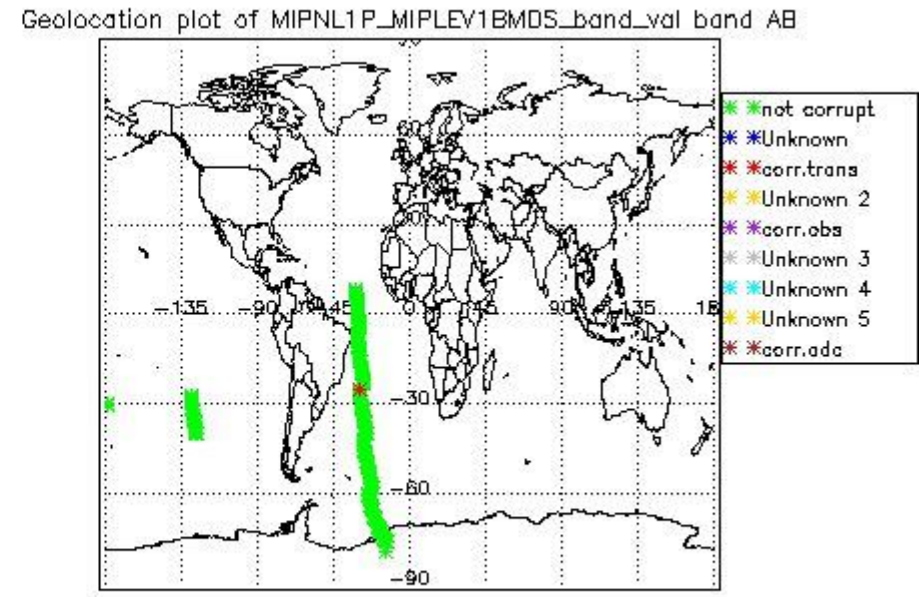 Geolocation plot of MIPNL1P_MIPLEV1BMDS_band_val band AB
not corrupt
Unknown
corr.trans
Unknown 2
corr.obs
Unknown 3
Unknown 4
Unknown 5
corr.adc
60
-135 -90 -45 0 45 90 135
-30
-60
-90